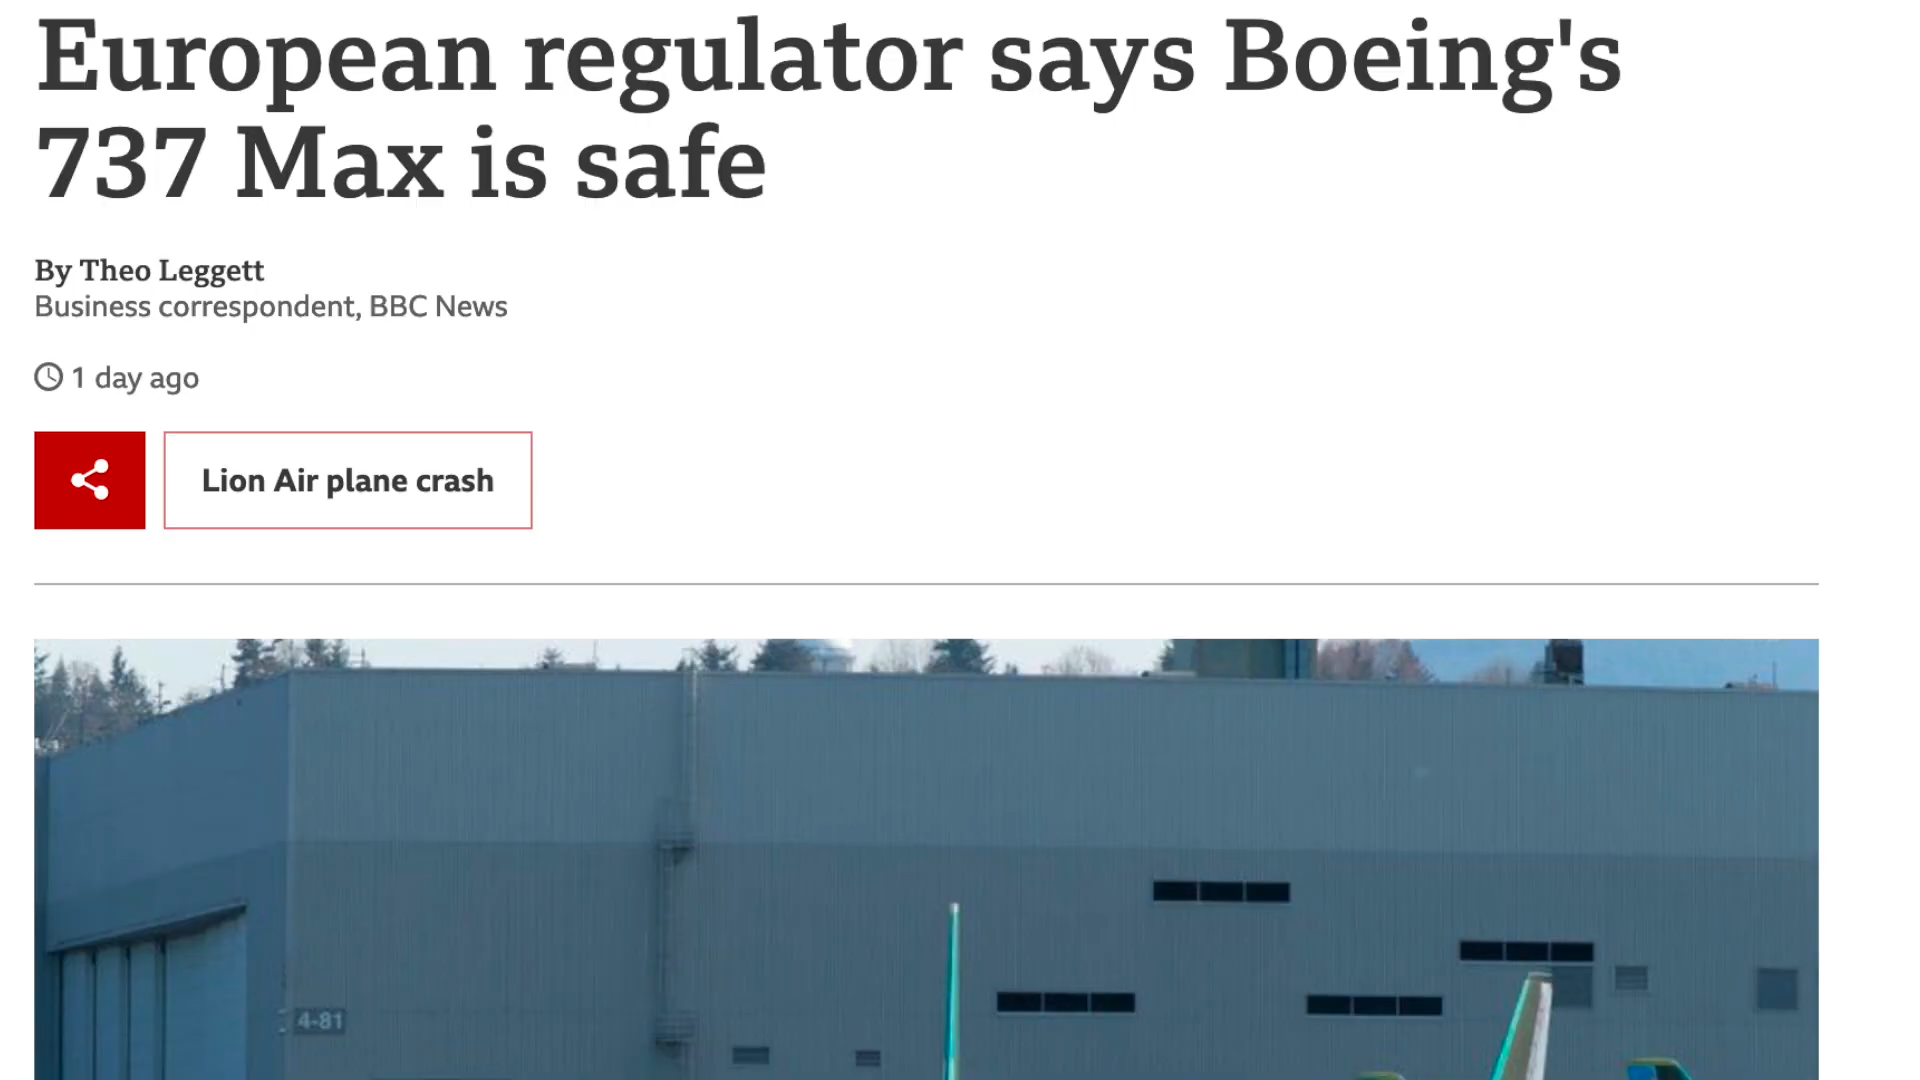 European regulator says Boeing's
737 Max is safe
By Theo Leggett
Business correspondent, BBC News
1 day ago
Lion Air plane crash
4-81